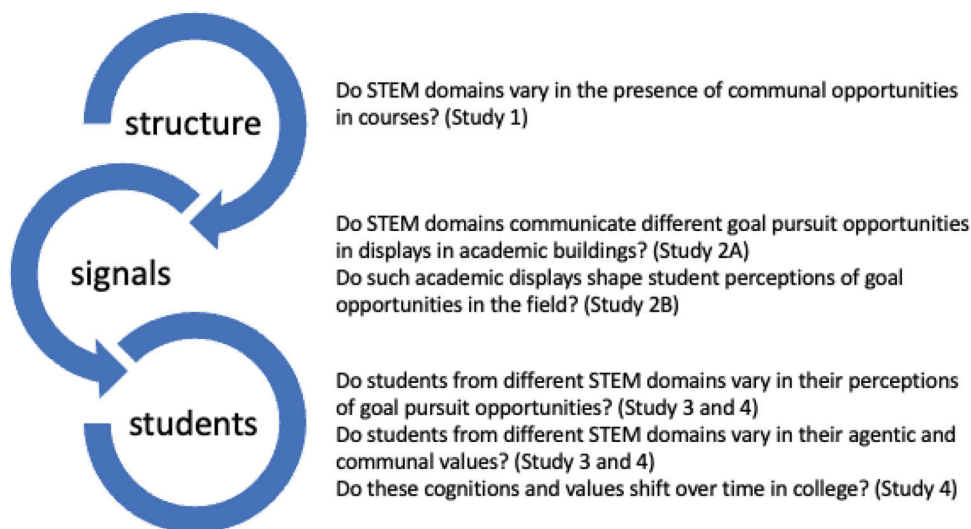 structure
Do STEM domains vary in the presence of communal opportunities
in courses? (Study 1)
signals
Do STEM domains communicate different goal pursuit opportunities
in displays in academic buildings? (Study 2A)
Do such academic displays shape student perceptions of goal
opportunities in the field? (Study 2B)
students
Do students from different STEM domains vary in their perceptions
of goal pursuit opportunities? (Study 3 and 4)
Do students from different STEM domains vary in their agentic and
communal values? (Study 3 and 4)
Do these cognitions and values shift over time in college? (Study 4)